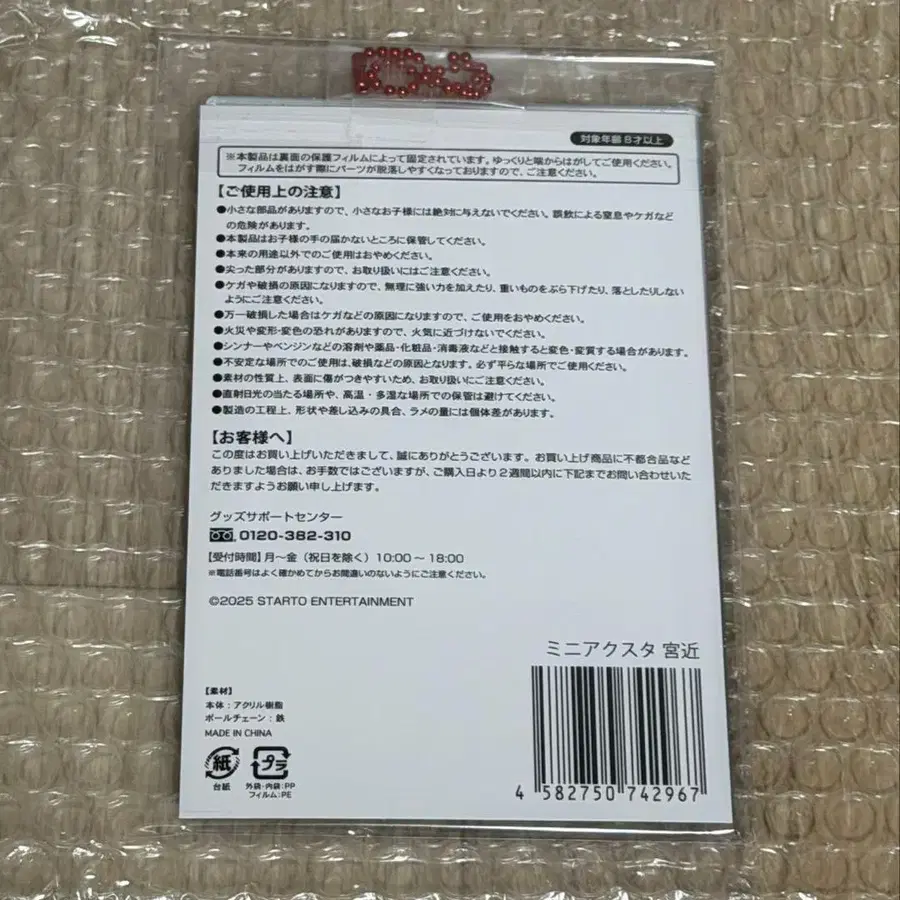 対象年齢 8才以上
※本製品は裏面の保護フィルムによって固定されています。ゆっくりと端からはがしてご使用ください。
フィルムをはがす際にパーツが脱落しやすくなっておりますので、ご注意ください。
【ご使用上の注意】
●小さな部品がありますので、小さなお子様には絶対に与えないでください。誤飲による窒息やケガなど
の危険があります。
●本製品はお子様の手の届かないところに保管してください。
●本来の用途以外でのご使用はおやめください。
●尖った部分がありますので、お取り扱いにはご注意ください。
●ケガや破損の原因になりますので、無理に強い力を加えたり、重いものをぶら下げたり、落としたりしない
ようにご注意ください。
●万一破損した場合はケガなどの原因になりますので、ご使用をおやめください。
●火災や変形・変色の恐れがありますので、火気に近づけないでください。
●シンナーやベンジンなどの溶剤や薬品・化粧品・消毒液などと接触すると変色・変質する場合があります。
●不安定な場所でのご使用は、破損などの原因となります。必ず平らな場所でご使用ください。
●素材の性質上、表面に傷がつきやすいため、お取り扱いにご注意ください。
●直射日光の当たる場所や、高温・多湿な場所での保管は避けてください。
●製造の工程上、形状や差し込みの具合、ラメの量には個体差があります。
【お客様へ】
この度はお買い上げいただきまして、誠にありがとうございます。お買い上げ商品に不都合品など
ありました場合は、お手数ではございますが、ご購入日より2週間以内に下記までお問い合わせいた
だきますようお願い申し上げます。
グッズサポートセンター
0120-382-310
【受付時間】月～金（祝日を除く）10:00～18:00
※電話番号はよく確かめてからお間違いのないようにご注意ください。
©2025 STARTO ENTERTAINMENT
ミニアクスタ 宮近
【素材】
本体：アクリル樹脂
ボールチェーン：鉄
MADE IN CHINA
紙
台紙
プラ
外袋・内袋：PP
フィルム：PE
4 582750 742967